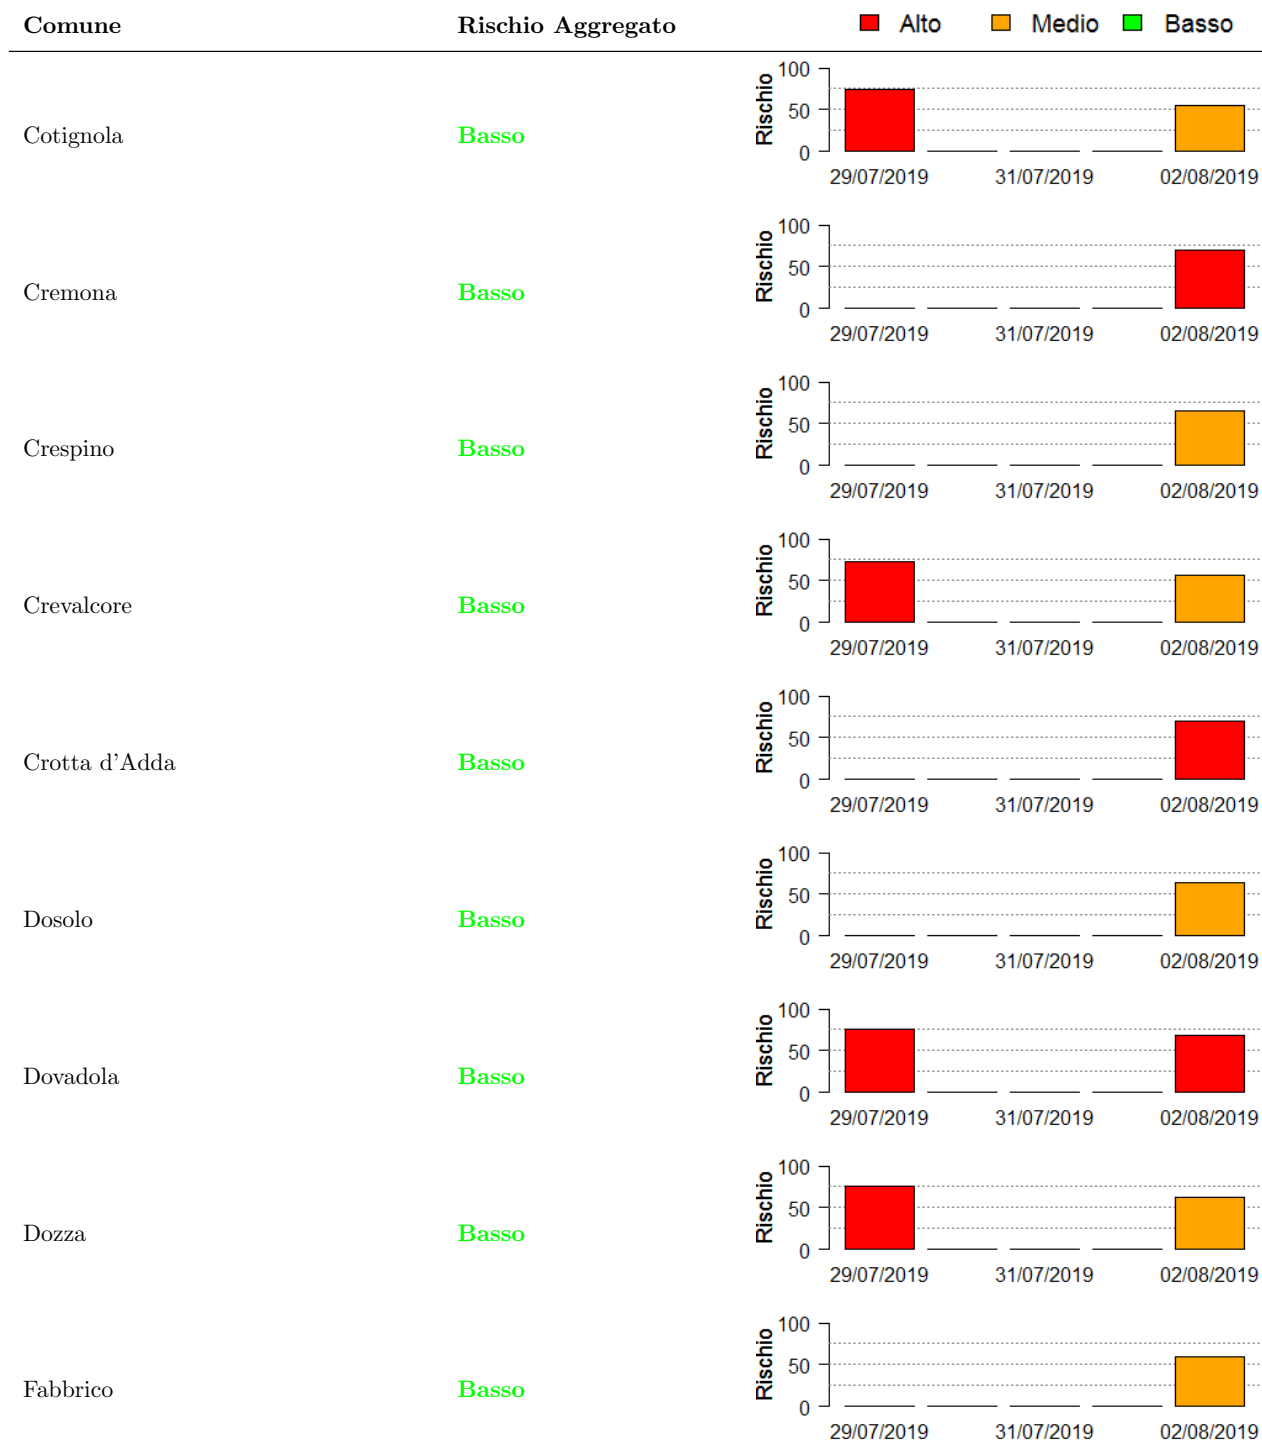 Comune Rischio Aggregato Alto Medio Basso
100
50
0
Rischio
Cotignola Basso
29/07/2019 31/07/2019 02/08/2019
100
50
0
Rischio
Cremona Basso
29/07/2019 31/07/2019 02/08/2019
100
50
0
Rischio
Crespino Basso
29/07/2019 31/07/2019 02/08/2019
100
50
0
Rischio
Crevalcore Basso
29/07/2019 31/07/2019 02/08/2019
100
50
0
Rischio
Crotta d'Adda Basso
29/07/2019 31/07/2019 02/08/2019
100
50
0
Rischio
Dosolo Basso
29/07/2019 31/07/2019 02/08/2019
100
50
0
Rischio
Dovadola Basso
29/07/2019 31/07/2019 02/08/2019
100
50
0
Rischio
Dozza Basso
29/07/2019 31/07/2019 02/08/2019
100
50
0
Rischio
Fabbrico Basso
29/07/2019 31/07/2019 02/08/2019